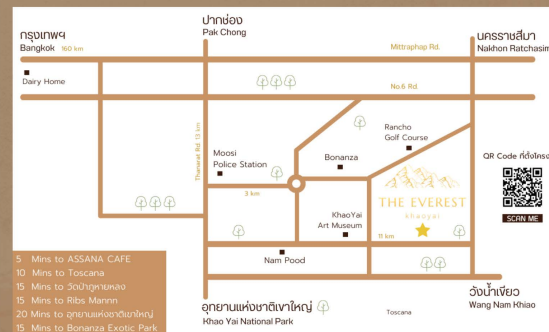 ปากช่อง
Pak Chong
กรุงเทพฯ
Bangkok 160 km
นครราชสีมา
Nakhon Ratchasim
Mittraphap Rd.
Dairy Home
No.6 Rd.
Thanarat Rd. 13 km
Moosi
Police Station
Bonanza
Rancho
Golf Course
QR Code ที่ตั้งโครง
3 km
THE EVEREST
khaoyai
SCAN ME
KhaoYai
Art Museum
11 km
Nam Pood
5 Mins to ASSANA CAFE
10 Mins to Toscana
15 Mins to วัดป่าภูหายหลง
15 Mins to Ribs Mannn
20 Mins to อุทยานแห่งชาติเขาใหญ่
15 Mins to Bonanza Exotic Park
อุทยานแห่งชาติเขาใหญ่
Khao Yai National Park
Toscana
วังน้ำเขียว
Wang Nam Khiao